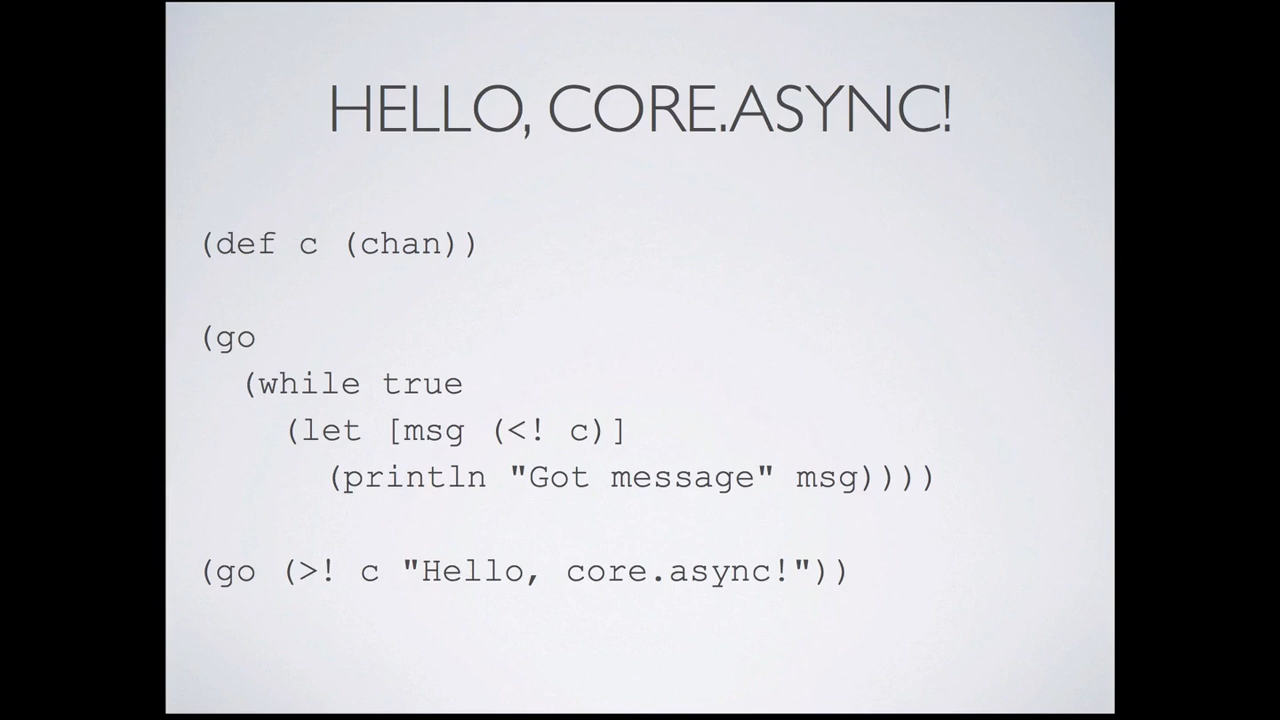 HELLO, CORE.ASYNC!
(def c (chan))
(go
(while true
(let [msg (<! c)]
(println "Got message" msg))))
(go (>! c "Hello, core.async!"))